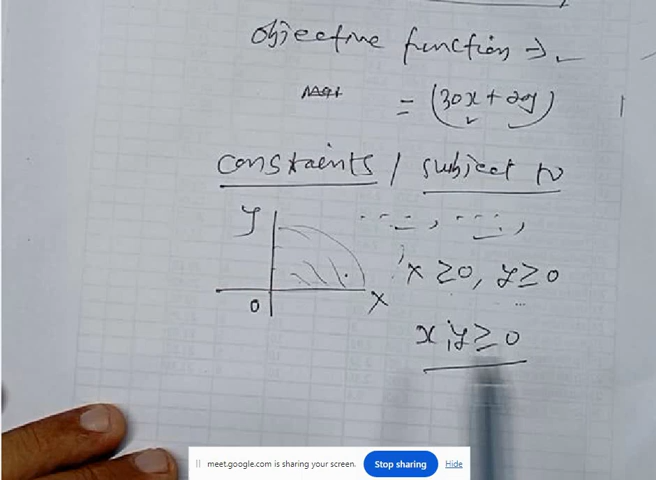 objective function →
= (30x + 20y)
constaints / subject to
y
x ≥0, y≥0
0
X
x,y ≥ 0
meet.google.com is sharing your screen. Stop sharing Hide